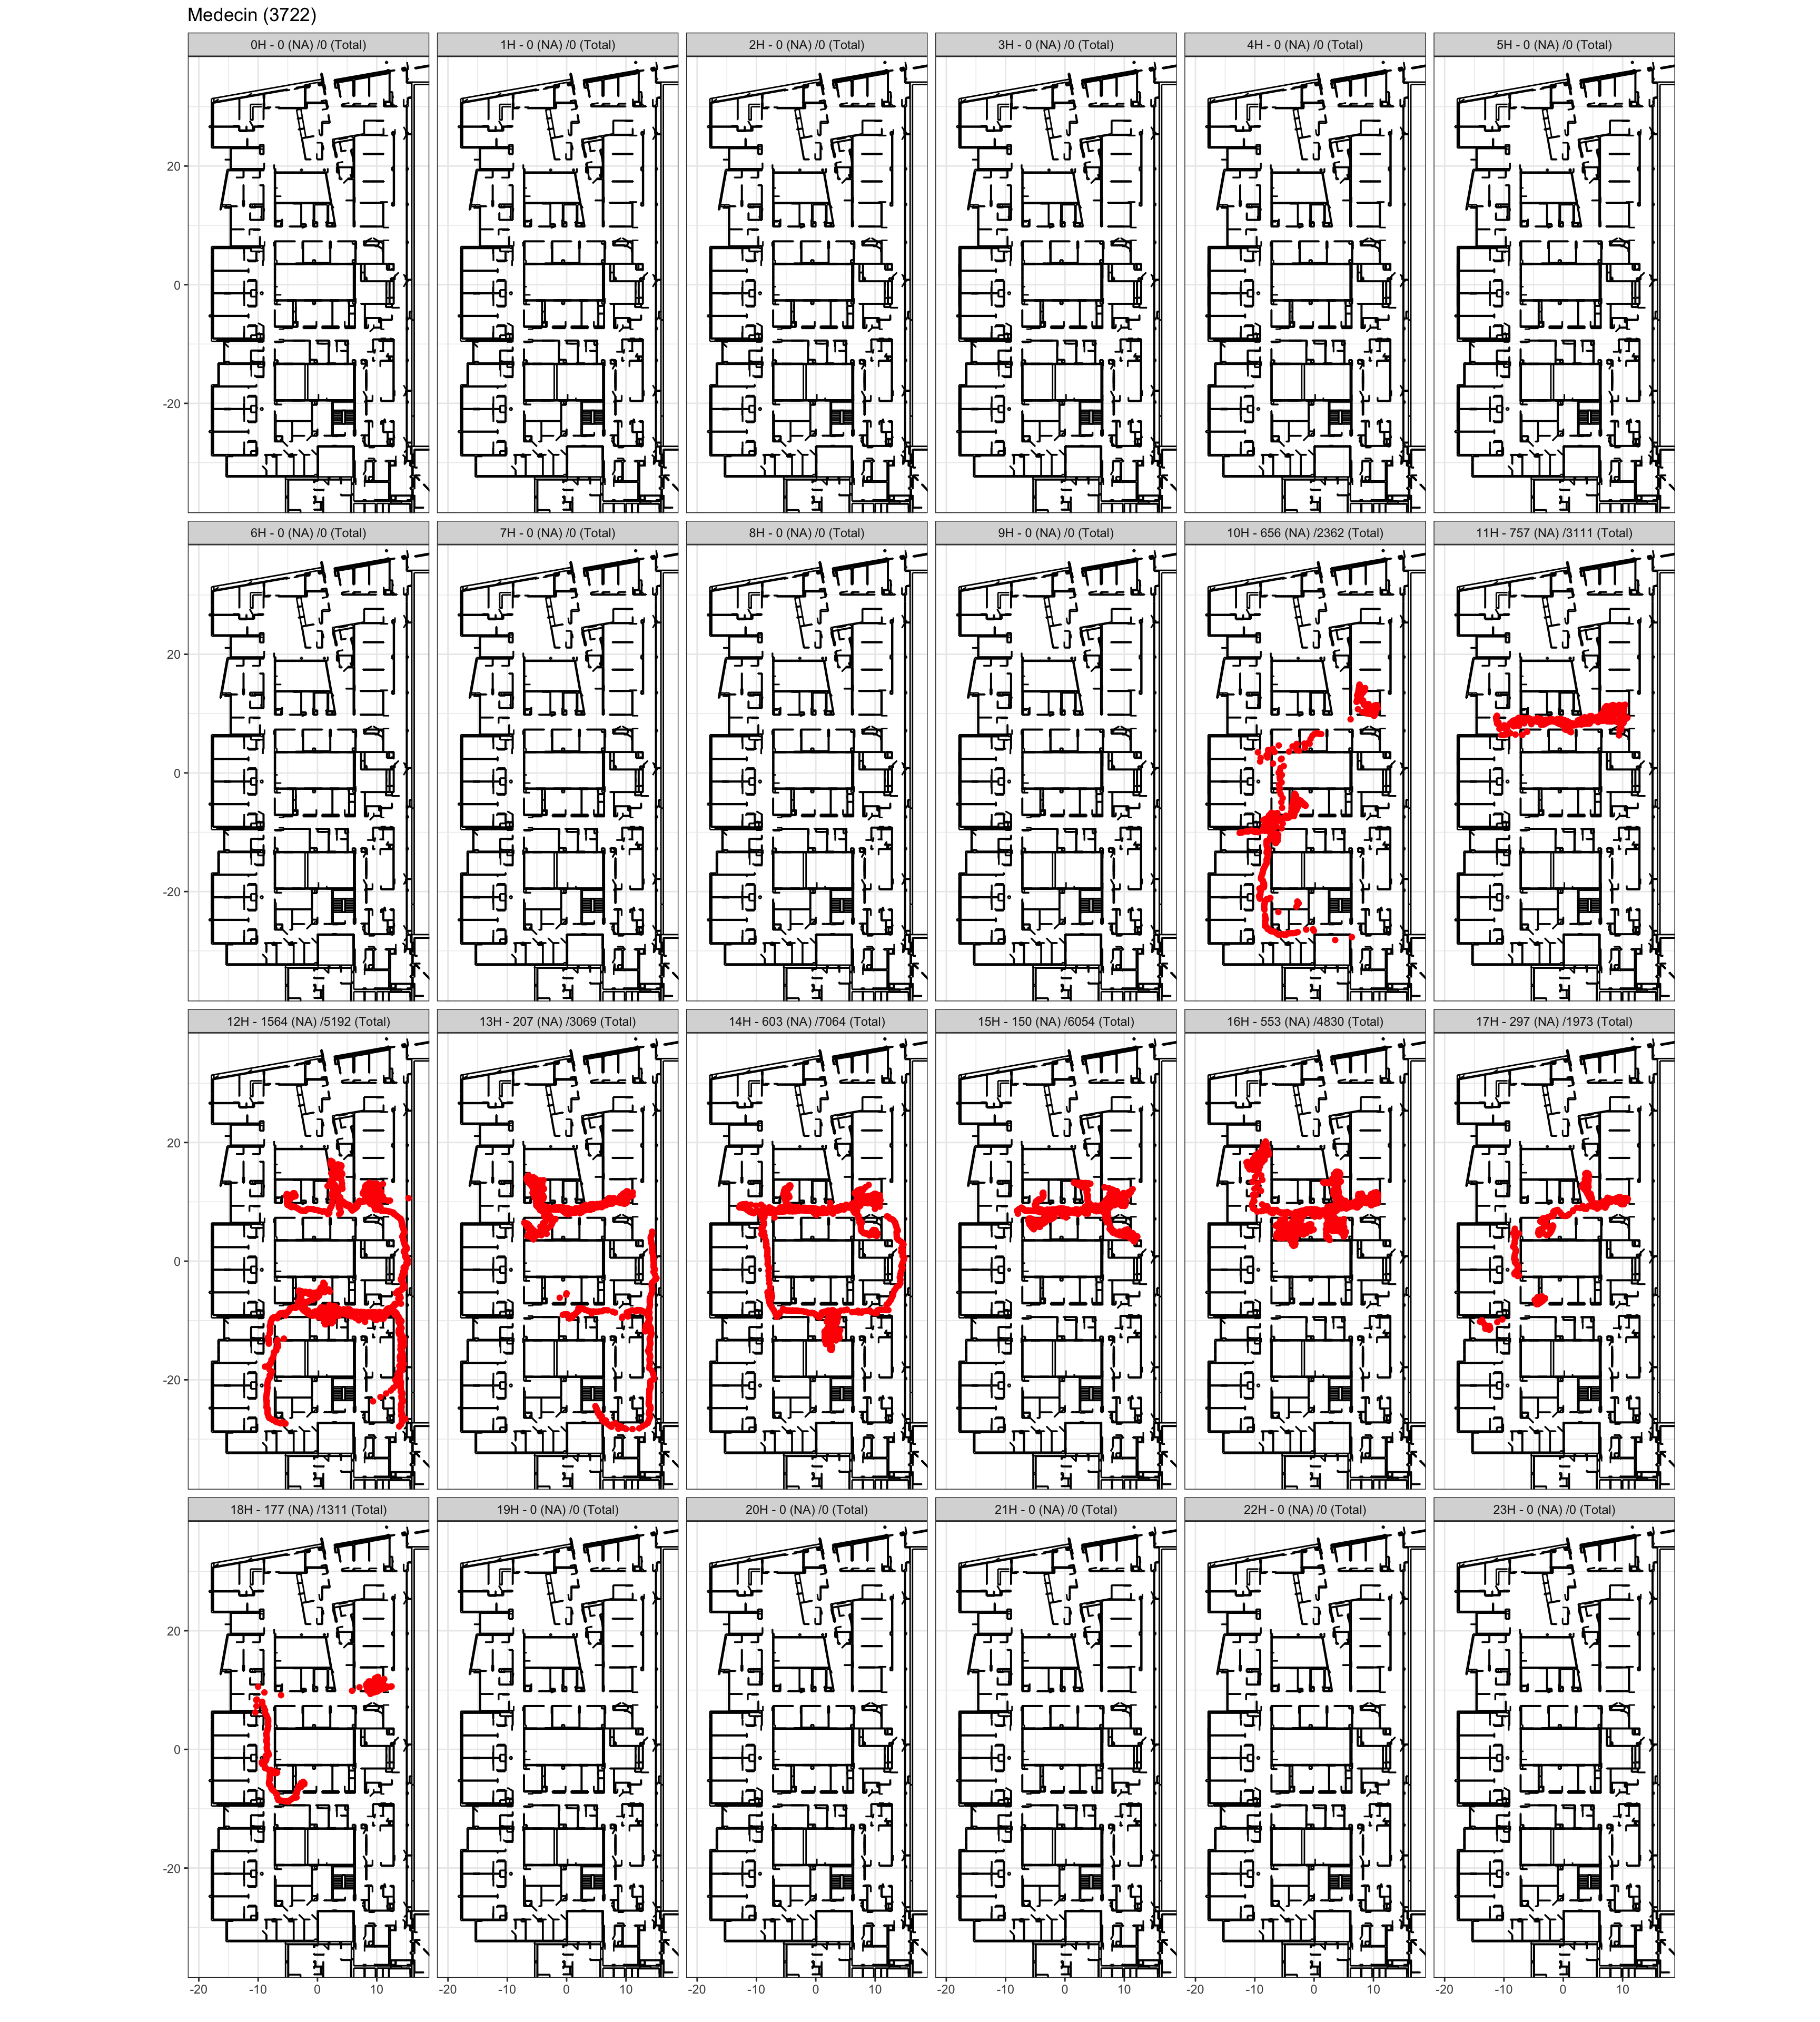 Medecin (3722)
0H - 0 (NA) /0 (Total) 1H - 0 (NA) /0 (Total) 2H - 0 (NA) /0 (Total) 3H - 0 (NA) /0 (Total) 4H - 0 (NA) /0 (Total) 5H - 0 (NA) /0 (Total)
20
0
-20
6H - 0 (NA) /0 (Total) 7H - 0 (NA) /0 (Total) 8H - 0 (NA) /0 (Total) 9H - 0 (NA) /0 (Total) 10H - 656 (NA) /2362 (Total) 11H - 757 (NA) /3111 (Total)
20
0
-20
12H - 1564 (NA) /5192 (Total) 13H - 207 (NA) /3069 (Total) 14H - 603 (NA) /7064 (Total) 15H - 150 (NA) /6054 (Total) 16H - 553 (NA) /4830 (Total) 17H - 297 (NA) /1973 (Total)
20
0
-20
18H - 177 (NA) /1311 (Total) 19H - 0 (NA) /0 (Total) 20H - 0 (NA) /0 (Total) 21H - 0 (NA) /0 (Total) 22H - 0 (NA) /0 (Total) 23H - 0 (NA) /0 (Total)
20
0
-20
-20 -10 0 10 -20 -10 0 10 -20 -10 0 10 -20 -10 0 10 -20 -10 0 10 -20 -10 0 10